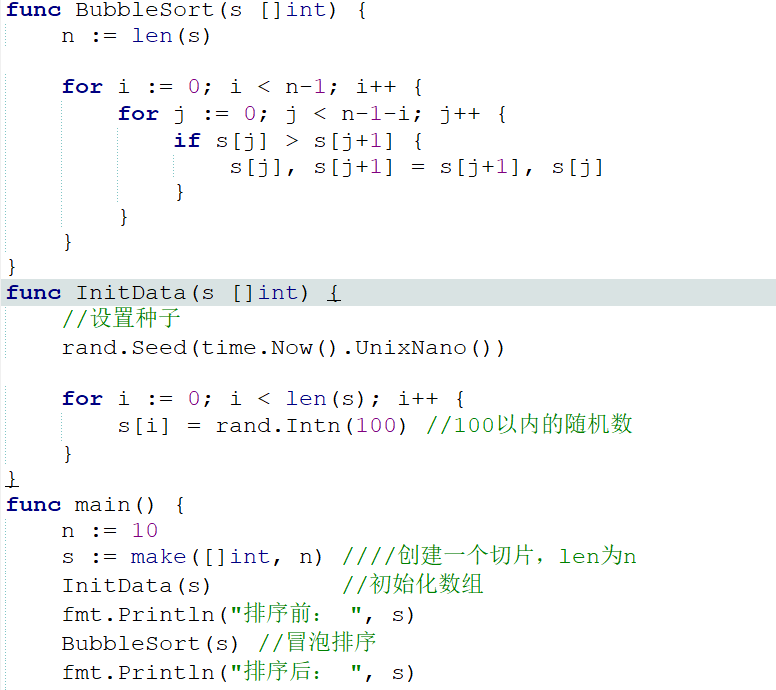 func BubbleSort(s []int) {
    n := len(s)

    for i := 0; i < n-1; i++ {
        for j := 0; j < n-1-i; j++ {
            if s[j] > s[j+1] {
                s[j], s[j+1] = s[j+1], s[j]
            }
        }
    }
}
func InitData(s []int) {
    //设置种子
    rand.Seed(time.Now().UnixNano())

    for i := 0; i < len(s); i++ {
        s[i] = rand.Intn(100) //100以内的随机数
    }
}
func main() {
    n := 10
    s := make([]int, n) ////创建一个切片，len为n
    InitData(s)         //初始化数组
    fmt.Println("排序前： ", s)
    BubbleSort(s) //冒泡排序
    fmt.Println("排序后： ", s)